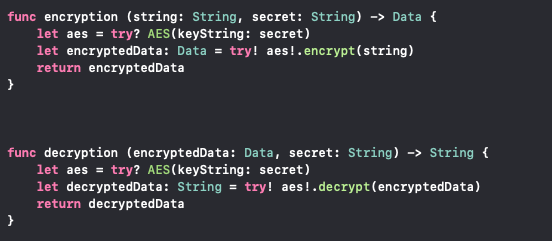 func encryption (string: String, secret: String) -> Data {
    let aes = try? AES(keyString: secret)
    let encryptedData: Data = try! aes!.encrypt(string)
    return encryptedData
}
func decryption (encryptedData: Data, secret: String) -> String {
    let aes = try? AES(keyString: secret)
    let decryptedData: String = try! aes!.decrypt(encryptedData)
    return decryptedData
}